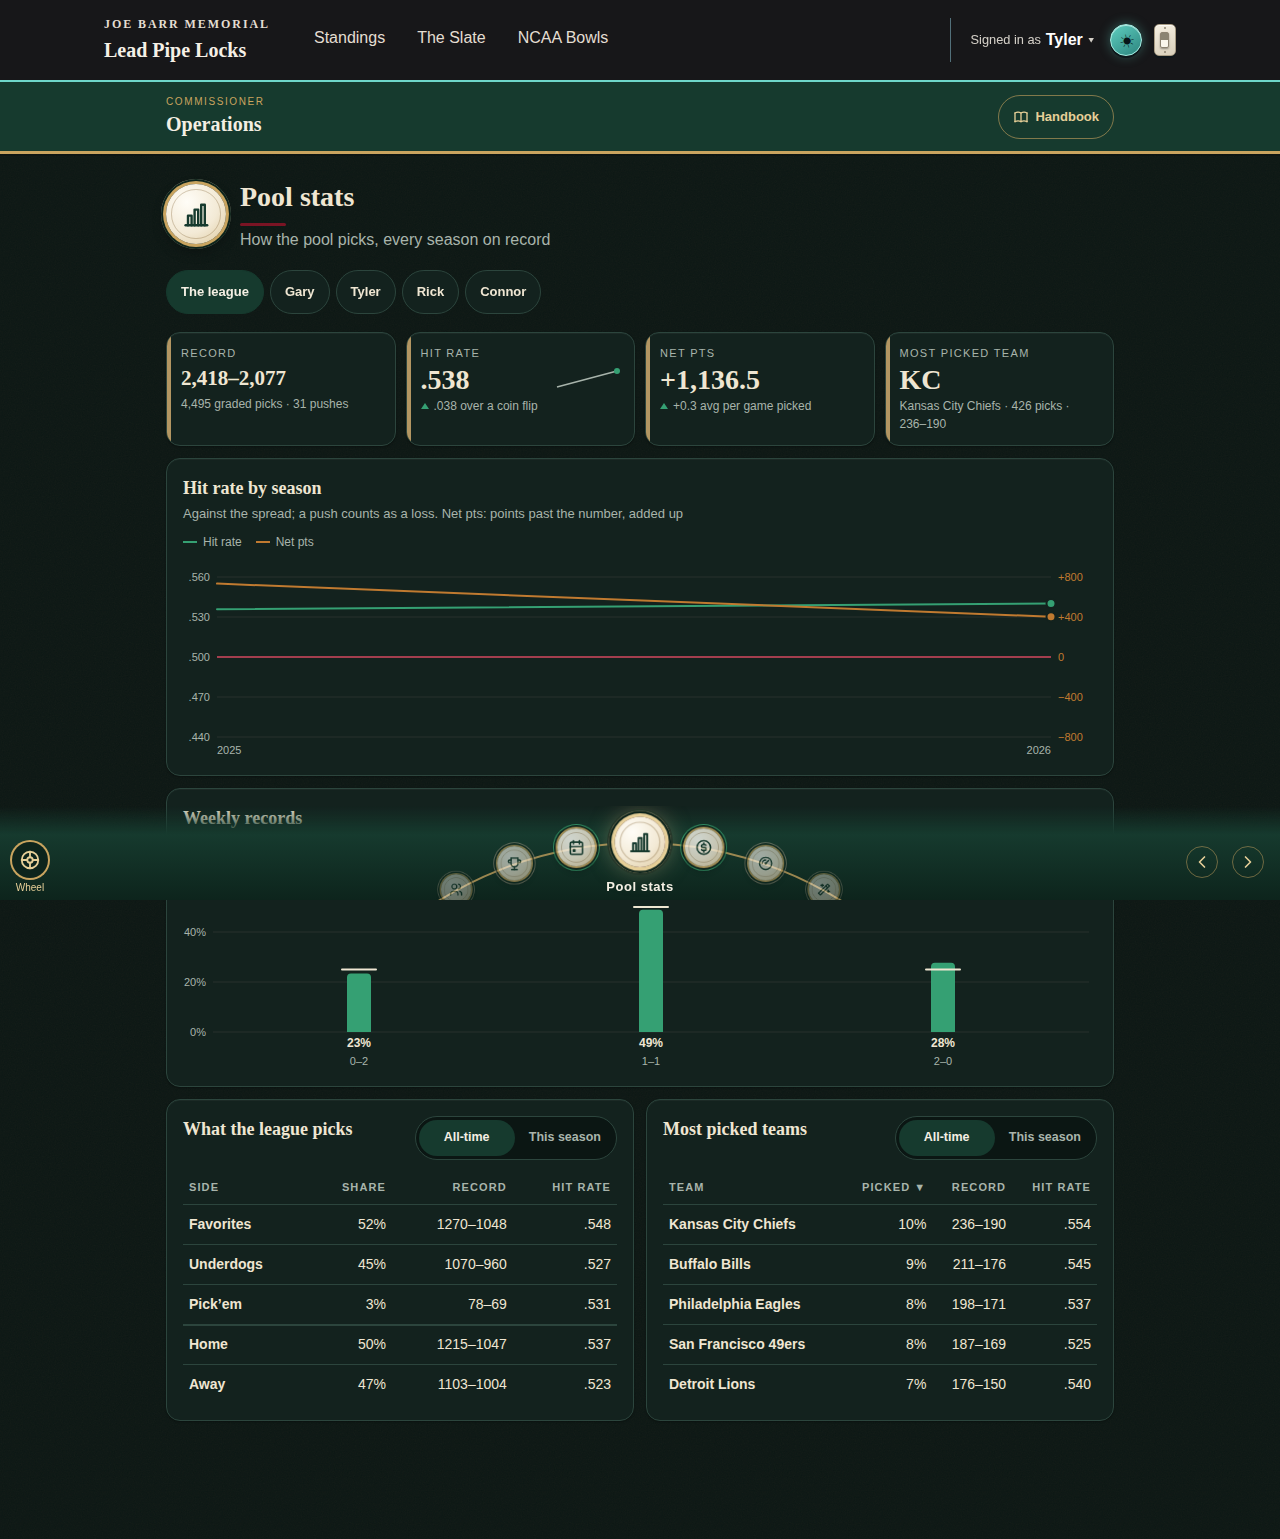 JOE BARR MEMORIAL
Lead Pipe Locks
Standings
The Slate
NCAA Bowls
Signed in as Tyler ▾
COMMISSIONER
Operations
Handbook
Pool stats
How the pool picks, every season on record
The league
Gary
Tyler
Rick
Connor
RECORD
2,418–2,077
4,495 graded picks · 31 pushes
HIT RATE
.538
.038 over a coin flip
NET PTS
+1,136.5
+0.3 avg per game picked
MOST PICKED TEAM
KC
Kansas City Chiefs · 426 picks ·
236–190
Hit rate by season
Against the spread; a push counts as a loss. Net pts: points past the number, added up
Hit rate
Net pts
.560
+800
.530
+400
.500
0
.470
−400
.440
−800
2025
2026
Weekly records
Wheel
Pool stats
40%
20%
0%
23%
49%
28%
0–2
1–1
2–0
What the league picks
All-time
This season
SIDE SHARE RECORD HIT RATE
Favorites 52% 1270–1048 .548
Underdogs 45% 1070–960 .527
Pick’em 3% 78–69 .531
Home 50% 1215–1047 .537
Away 47% 1103–1004 .523
Most picked teams
All-time
This season
TEAM PICKED ▼ RECORD HIT RATE
Kansas City Chiefs 10% 236–190 .554
Buffalo Bills 9% 211–176 .545
Philadelphia Eagles 8% 198–171 .537
San Francisco 49ers 8% 187–169 .525
Detroit Lions 7% 176–150 .540